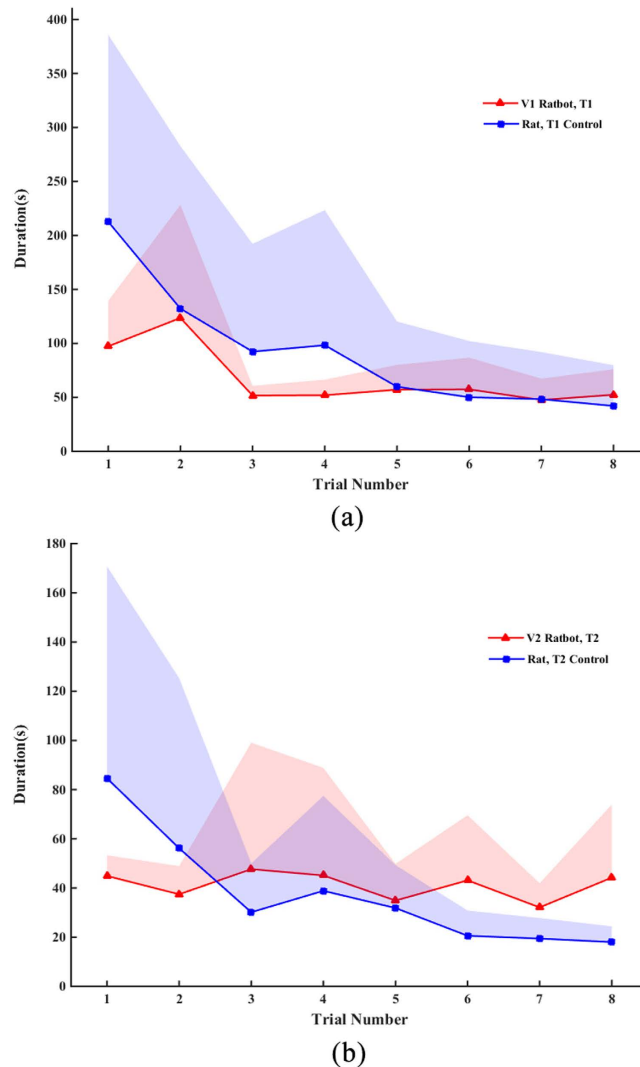 400
350
300
250
200
150
100
50
0
Duration(s)
V1 Ratbot, T1
Rat, T1 Control
1 2 3 4 5 6 7 8
Trial Number
(a)
180
160
140
120
100
80
60
40
20
0
Duration(s)
V2 Ratbot, T2
Rat, T2 Control
1 2 3 4 5 6 7 8
Trial Number
(b)